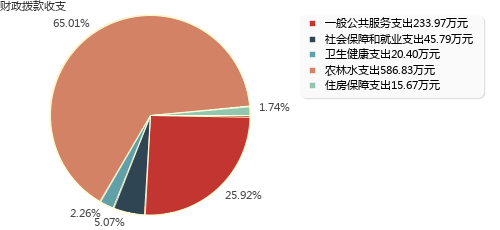 财政拨款收支
65.01%
一般公共服务支出233.97万元
社会保障和就业支出45.79万元
卫生健康支出20.40万元
农林水支出586.83万元
住房保障支出15.67万元
1.74%
25.92%
2.26%
5.07%